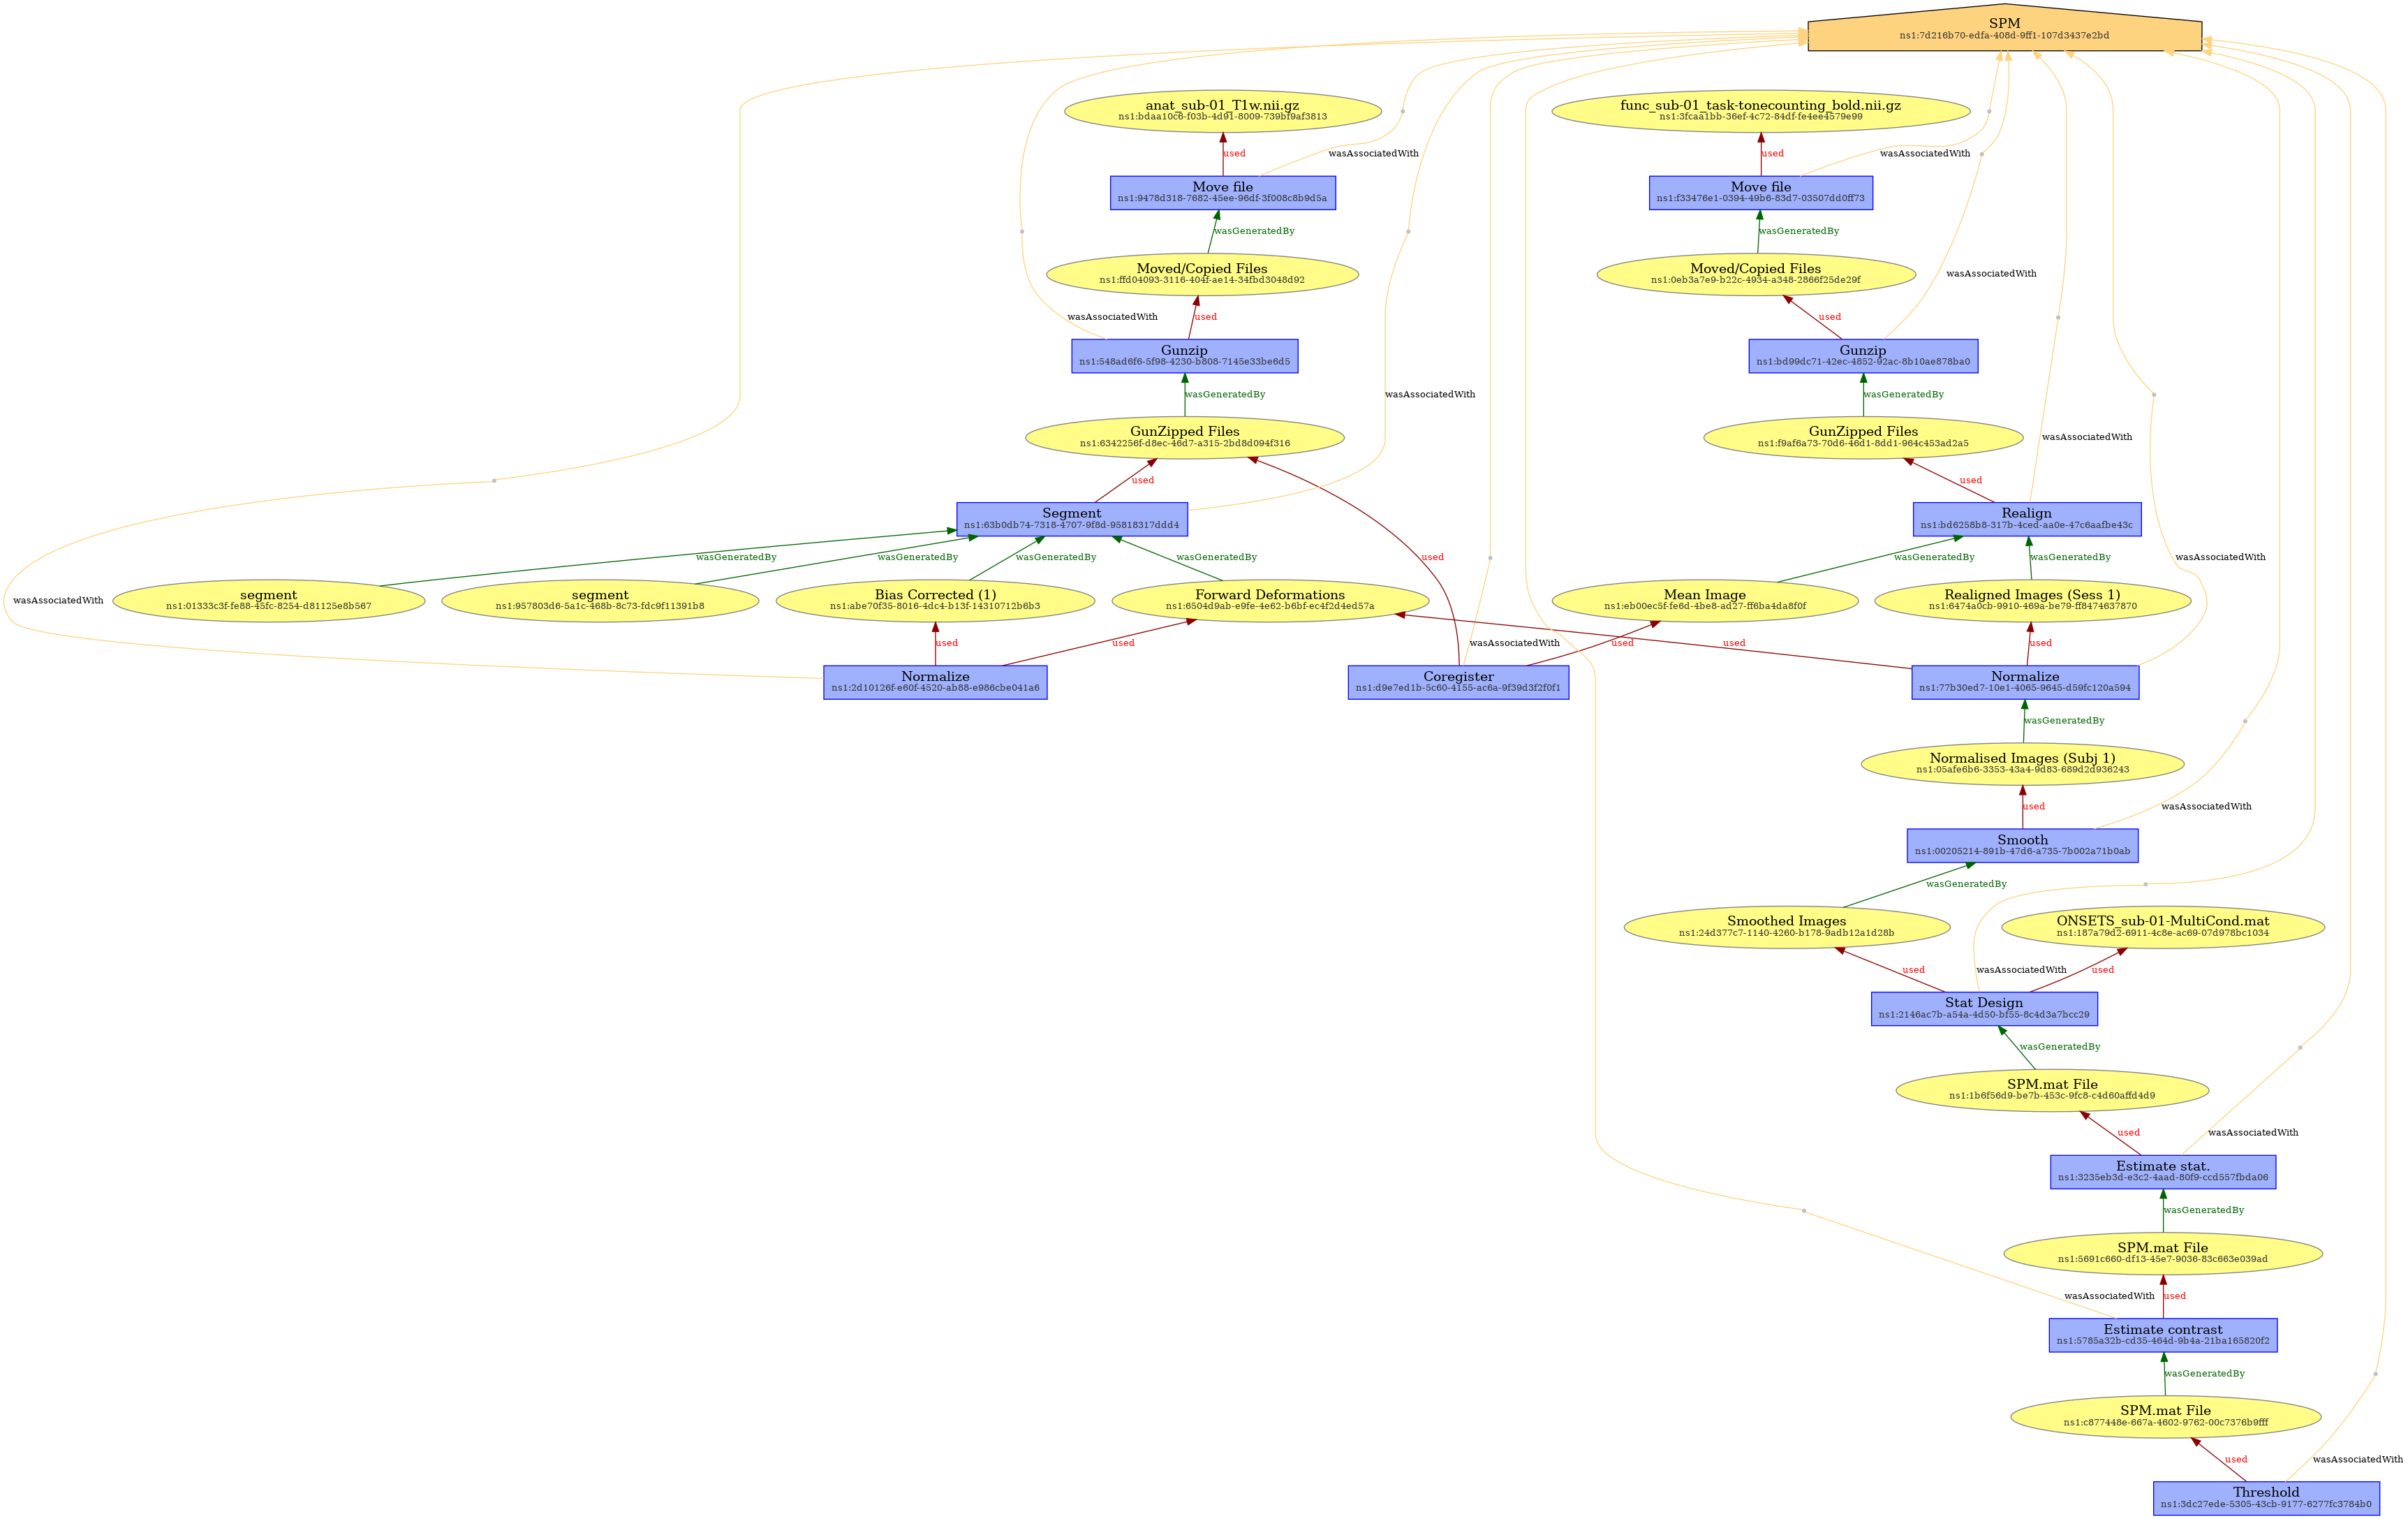 SPM
ns1:7d216b70-edfa-408d-9ff1-107d3437e2bd
anat_sub-01_T1w.nii.gz
ns1:bdaa10c6-f03b-4d91-8009-739bf9af3813
func_sub-01_task-tonecounting_bold.nii.gz
ns1:3fcaa1bb-36ef-4c72-84df-fe4ee4579e99
used
wasAssociatedWith
used
wasAssociatedWith
Move file
ns1:9478d318-7682-45ee-96df-3f008c8b9d5a
Move file
ns1:f33476e1-0394-49b6-83d7-03507dd0ff73
wasGeneratedBy
wasGeneratedBy
Moved/Copied Files
ns1:ffd04093-3116-404f-ae14-34fbd3048d92
Moved/Copied Files
ns1:0eb3a7e9-b22c-4934-a348-2866f25de29f
wasAssociatedWith
wasAssociatedWith
used
used
Gunzip
ns1:548ad6f6-5f98-4230-b808-7145e33be6d5
Gunzip
ns1:bd99dc71-42ec-4852-92ac-8b10ae878ba0
wasGeneratedBy
wasAssociatedWith
wasGeneratedBy
GunZipped Files
ns1:6342256f-d8ec-46d7-a315-2bd8d094f316
GunZipped Files
ns1:f9af6a73-70d6-46d1-8dd1-964c453ad2a5
wasAssociatedWith
used
used
Segment
ns1:63b0db74-7318-4707-9f8d-95818317ddd4
Realign
ns1:bd6258b8-317b-4ced-aa0e-47c6aafbe43c
wasGeneratedBy
wasGeneratedBy
wasGeneratedBy
wasGeneratedBy
used
wasGeneratedBy
wasGeneratedBy
wasAssociatedWith
wasAssociatedWith
segment
ns1:01333c3f-fe88-45fc-8254-d81125e8b567
segment
ns1:957803d6-5a1c-468b-8c73-fdc9f11391b8
Bias Corrected (1)
ns1:abe70f35-8016-4dc4-b13f-14310712b6b3
Forward Deformations
ns1:6504d9ab-e9fe-4e62-b6bf-ec4f2d4ed57a
Mean Image
ns1:eb00ec5f-fe6d-4be8-ad27-ff6ba4da8f0f
Realigned Images (Sess 1)
ns1:6474a0cb-9910-469a-be79-ff8474637870
used
used
wasAssociatedWith
used
used
used
Normalize
ns1:2d10126f-e60f-4520-ab88-e986cbe041a6
Coregister
ns1:d9e7ed1b-5c60-4155-ac6a-9f39d3f2f0f1
Normalize
ns1:77b30ed7-10e1-4065-9645-d59fc120a594
wasGeneratedBy
Normalised Images (Subj 1)
ns1:05afe6b6-3353-43a4-9d83-689d2d936243
used
wasAssociatedWith
Smooth
ns1:00205214-891b-47d6-a735-7b002a71b0ab
wasGeneratedBy
Smoothed Images
ns1:24d377c7-1140-4260-b178-9adb12a1d28b
ONSETS_sub-01-MultiCond.mat
ns1:187a79d2-6911-4c8e-ac69-07d978bc1034
used
wasAssociatedWith
used
Stat Design
ns1:2146ac7b-a54a-4d50-bf55-8c4d3a7bcc29
wasGeneratedBy
SPM.mat File
ns1:1b6f56d9-be7b-453c-9fc8-c4d60affd4d9
used
wasAssociatedWith
Estimate stat.
ns1:3235eb3d-e3c2-4aad-80f9-ccd557fbda06
wasGeneratedBy
SPM.mat File
ns1:5691c660-df13-45e7-9036-83c663e039ad
wasAssociatedWith
used
Estimate contrast
ns1:5785a32b-cd35-464d-9b4a-21ba165820f2
wasGeneratedBy
SPM.mat File
ns1:c877448e-667a-4602-9762-00c7376b9fff
used
wasAssociatedWith
Threshold
ns1:3dc27ede-5305-43cb-9177-6277fc3784b0